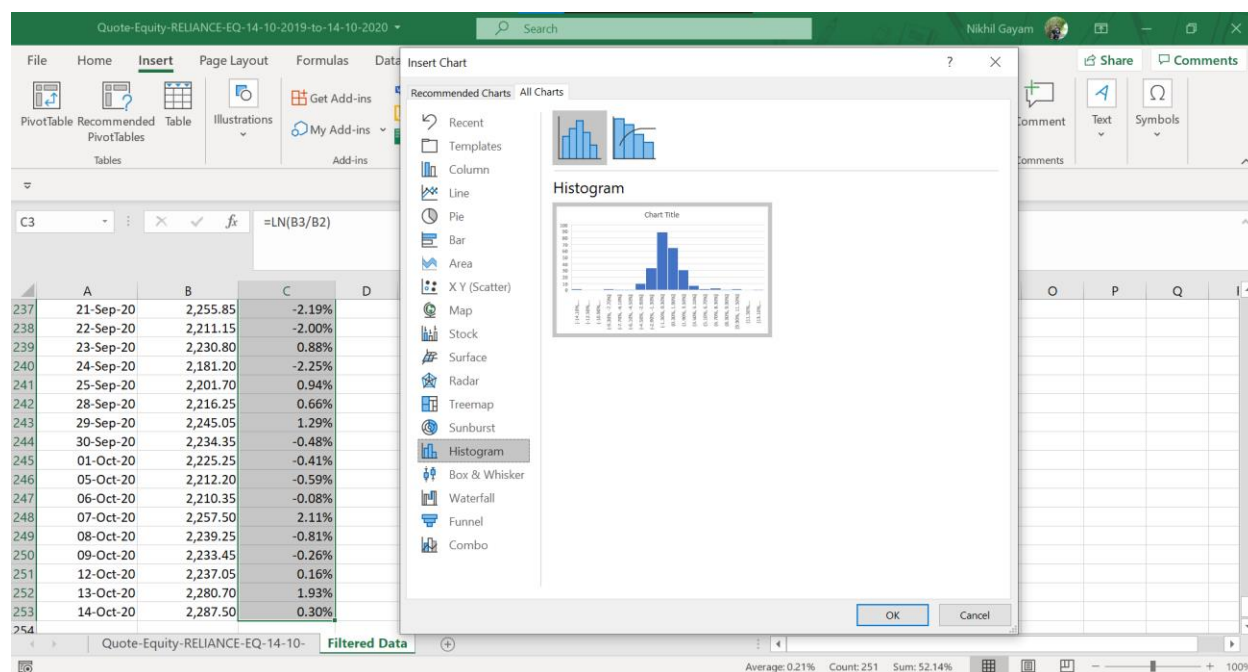 Quote-Equity-RELIANCE-EQ-14-10-2019-to-14-10-2020
Search
Nikhil Gayam
File Home Insert Page Layout Formulas Data
Share Comments
PivotTable Recommended PivotTables Table Illustrations
Get Add-ins
My Add-ins
Comment Text Symbols
Tables Add-ins Comments
C3 fx =LN(B3/B2)
A B C D O P Q
237 21-Sep-20 2,255.85 -2.19%
238 22-Sep-20 2,211.15 -2.00%
239 23-Sep-20 2,230.80 0.88%
240 24-Sep-20 2,181.20 -2.25%
241 25-Sep-20 2,201.70 0.94%
242 28-Sep-20 2,216.25 0.66%
243 29-Sep-20 2,245.05 1.29%
244 30-Sep-20 2,234.35 -0.48%
245 01-Oct-20 2,225.25 -0.41%
246 05-Oct-20 2,212.20 -0.59%
247 06-Oct-20 2,210.35 -0.08%
248 07-Oct-20 2,257.50 2.11%
249 08-Oct-20 2,239.25 -0.81%
250 09-Oct-20 2,233.45 -0.26%
251 12-Oct-20 2,237.05 0.16%
252 13-Oct-20 2,280.70 1.93%
253 14-Oct-20 2,287.50 0.30%
254
Insert Chart ?
Recommended Charts All Charts
Recent
Templates
Column
Line
Pie
Bar
Area
X Y (Scatter)
Map
Stock
Surface
Radar
Treemap
Sunburst
Histogram
Box & Whisker
Waterfall
Funnel
Combo
Histogram
Chart Title
OK Cancel
Quote-Equity-RELIANCE-EQ-14-10- Filtered Data
Average: 0.21% Count: 251 Sum: 52.14%